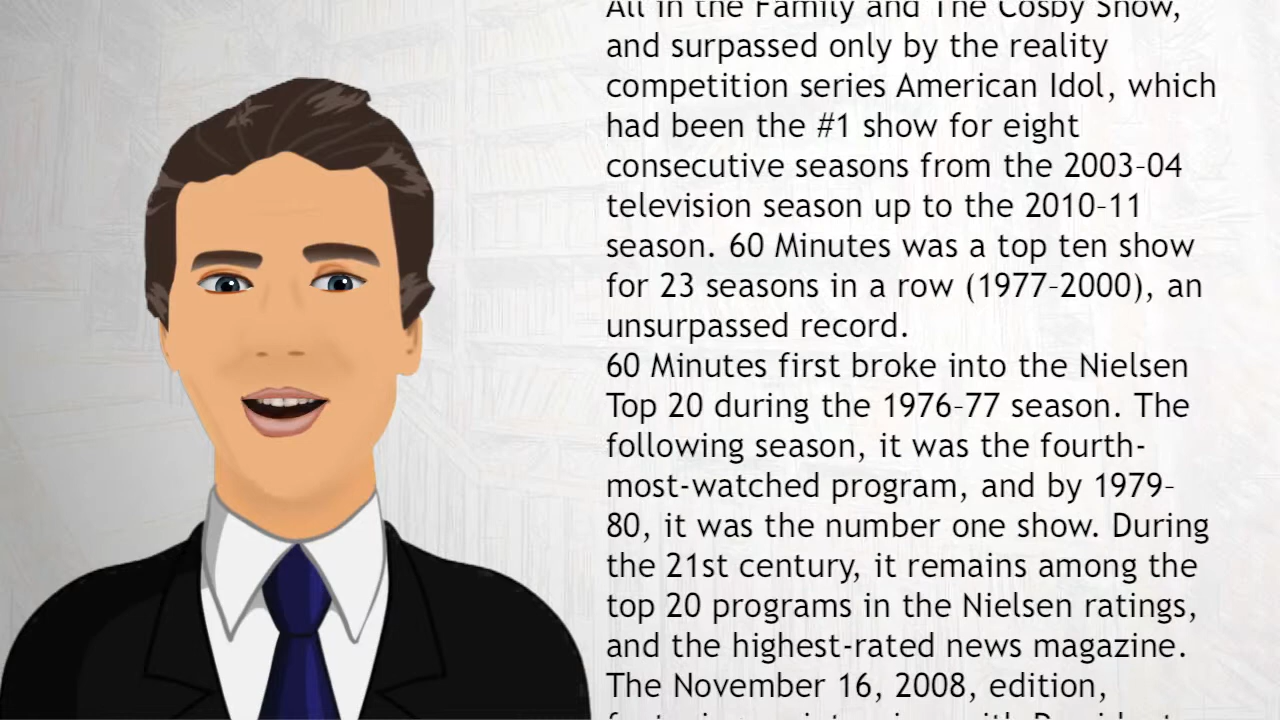 All in the Family and The Cosby Show,
and surpassed only by the reality
competition series American Idol, which
had been the #1 show for eight
consecutive seasons from the 2003–04
television season up to the 2010–11
season. 60 Minutes was a top ten show
for 23 seasons in a row (1977–2000), an
unsurpassed record.
60 Minutes first broke into the Nielsen
Top 20 during the 1976–77 season. The
following season, it was the fourth-
most-watched program, and by 1979–
80, it was the number one show. During
the 21st century, it remains among the
top 20 programs in the Nielsen ratings,
and the highest-rated news magazine.
The November 16, 2008, edition,